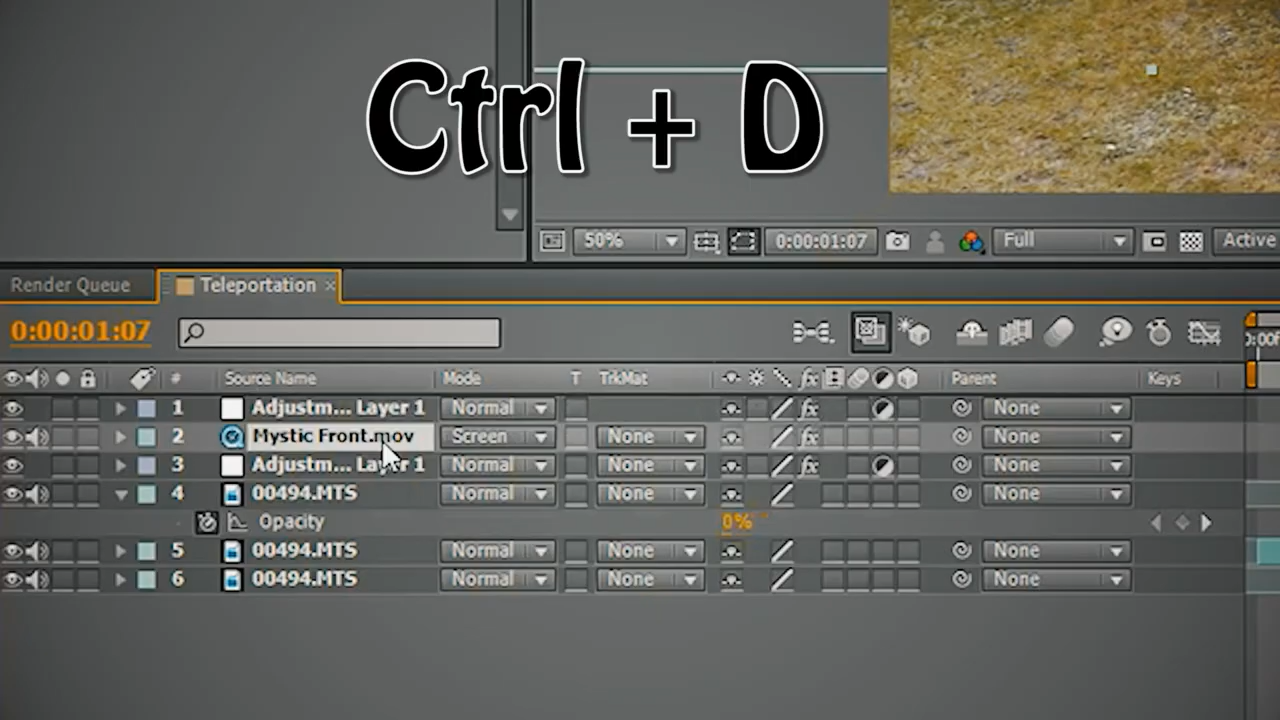 Ctrl + D
50% 0:00:01:07 Full Active
Render Queue Teleportation ×
0:00:01:07
# Source Name Mode T TrkMat fx Parent Keys
1 Adjustm... Layer 1 Normal fx None
2 Mystic Front.mov Screen None None
3 Adjustm... Layer 1 Normal None fx None
4 00494.MTS Normal None None
Opacity 0%
5 00494.MTS Normal None None
6 00494.MTS Normal None None